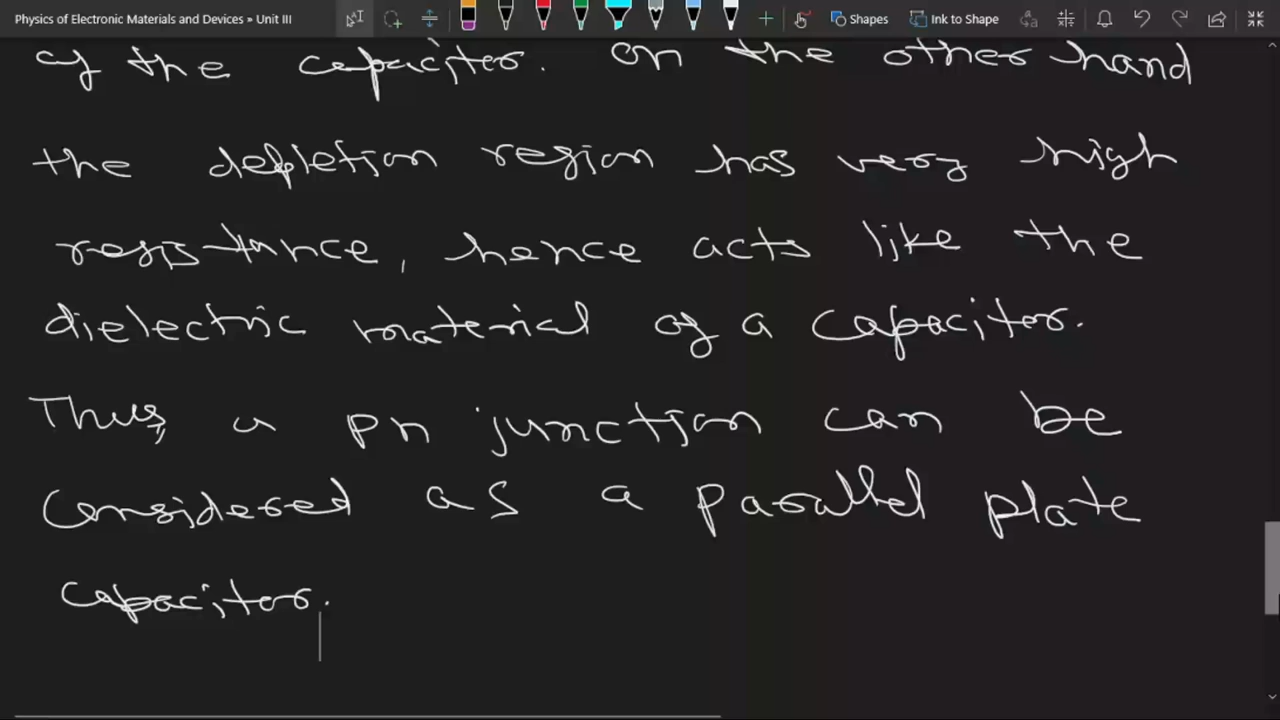 Physics of Electronic Materials and Devices » Unit III
Shapes
Ink to Shape
of the capacitor. On the other hand
the depletion region has very high
resistance, hence acts like the
dielectric material of a capacitor.
Thus, a pn junction can be
considered as a parallel plate
capacitor.